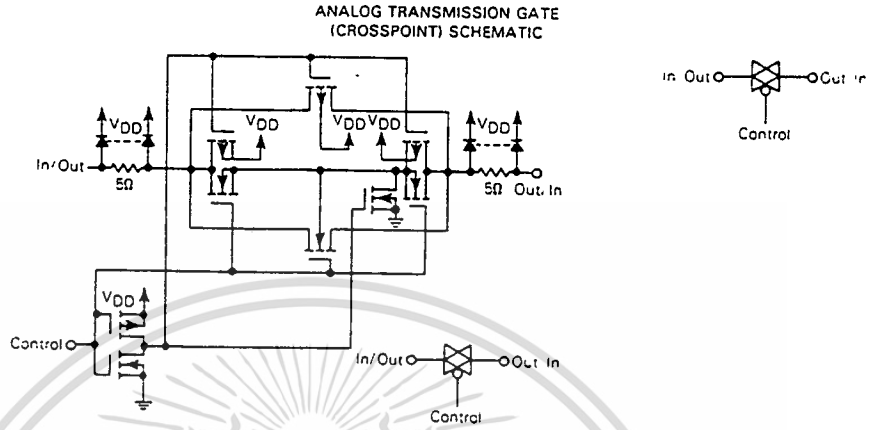 ANALOG TRANSMISSION GATE
(CROSSPOINT) SCHEMATIC
In Out
Out In
Control
VDD
VDD
VDD
VDD
VDD
In/Out
5Ω
5Ω
Out In
VDD
Control
In/Out
Out In
Control